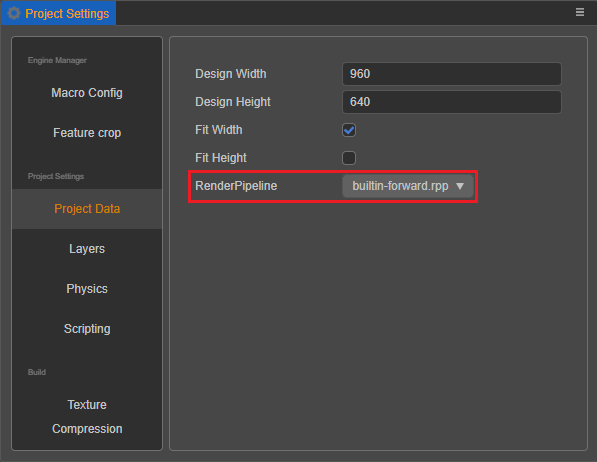 Project Settings
Engine Manager
Macro Config
Feature crop
Project Settings
Project Data
Layers
Physics
Scripting
Build
Texture
Compression
Design Width 960
Design Height 640
Fit Width
Fit Height
RenderPipeline builtin-forward.rpp